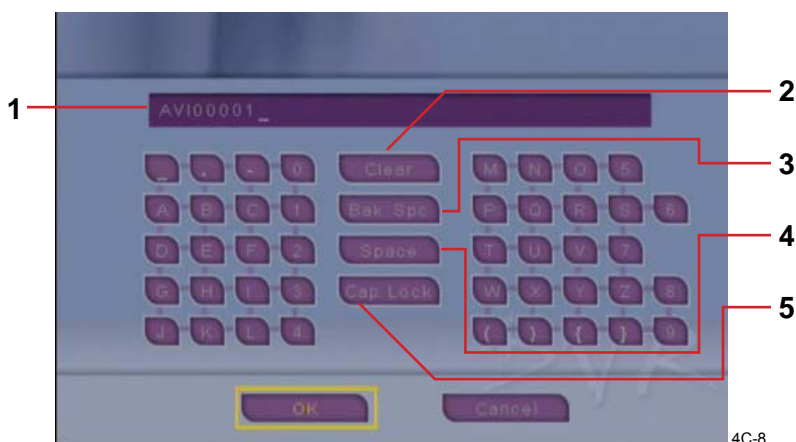 1
AVI00001_
2
_ . - 0 Clear M N O 5
3
A B C 1 Bak Spc P Q R S 6
4
D E F 2 Space T U V 7
G H I 3 Cap Lock W X Y Z 8
5
J K L 4 ( ) { } 9
DVR
OK Cancel
4C-8